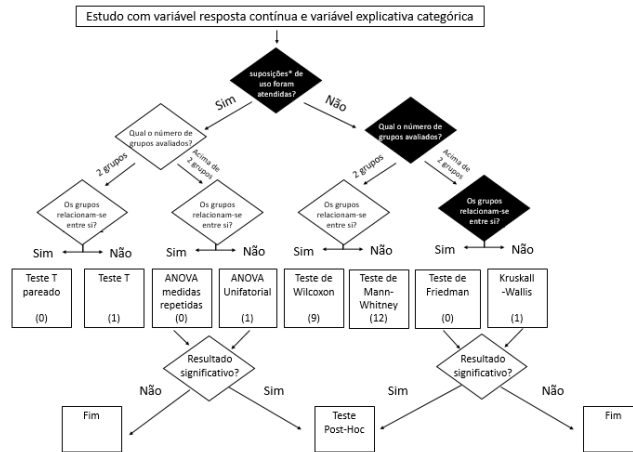 Estudo com variável resposta contínua e variável explicativa categórica
suposições* de
uso foram
atendidas?
Sim
Não
Qual o número de
grupos avaliados?
Qual o número de
grupos avaliados?
2 grupos
Acima de
2 grupos
2 grupos
Acima de
2 grupos
Os grupos
relacionam-se
entre si?
Os grupos
relacionam-se
entre si?
Os grupos
relacionam-se
entre si?
Os grupos
relacionam-se
entre si?
Sim
Não
Sim
Não
Sim
Não
Sim
Não
Teste T
pareado
(0)
Teste T
(1)
ANOVA
medidas
repetidas
(0)
ANOVA
Unifatorial
(1)
Teste de
Wilcoxon
(9)
Teste de
Mann-
Whitney
(12)
Teste de
Friedman
(0)
Kruskall
-Wallis
(1)
Resultado
significativo?
Resultado
significativo?
Não
Sim
Sim
Não
Fim
Teste
Post-Hoc
Fim